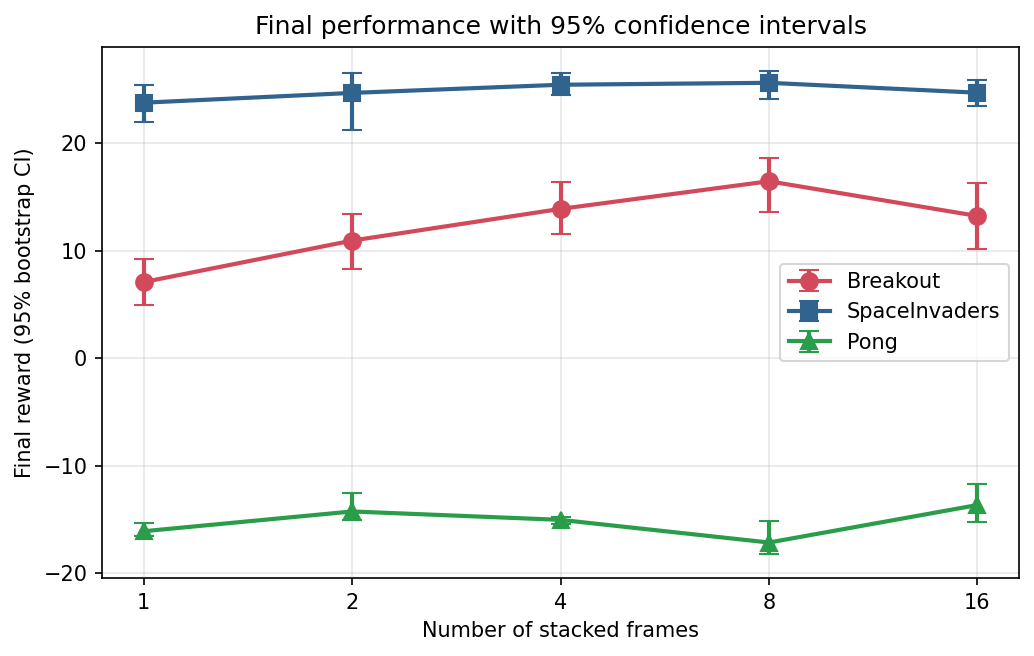 Final performance with 95% confidence intervals
Final reward (95% bootstrap CI)
20
10
0
−10
−20
Breakout
SpaceInvaders
Pong
1 2 4 8 16
Number of stacked frames